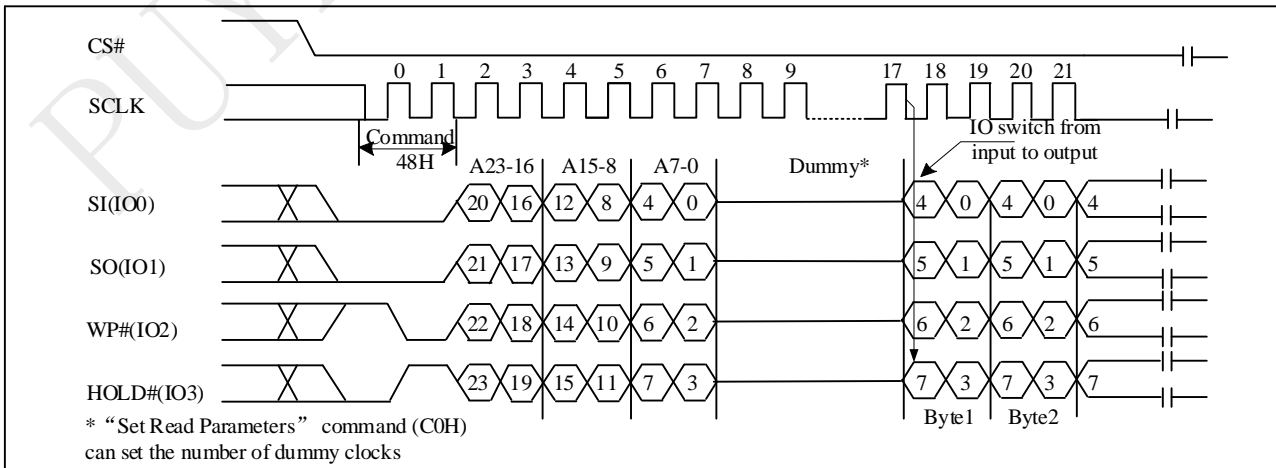 PUY
CS#
0 1 2 3 4 5 6 7 8 9 17 18 19 20 21
SCLK
Command
48H
IO switch from
input to output
A23-16 A15-8 A7-0 Dummy*
SI(IO0) 20 16 12 8 4 0 4 0 4 0 4
SO(IO1) 21 17 13 9 5 1 5 1 5 1 5
WP#(IO2) 22 18 14 10 6 2 6 2 6 2 6
HOLD#(IO3) 23 19 15 11 7 3 7 3 7 3 7
Byte1 Byte2
* “Set Read Parameters” command (C0H)
can set the number of dummy clocks